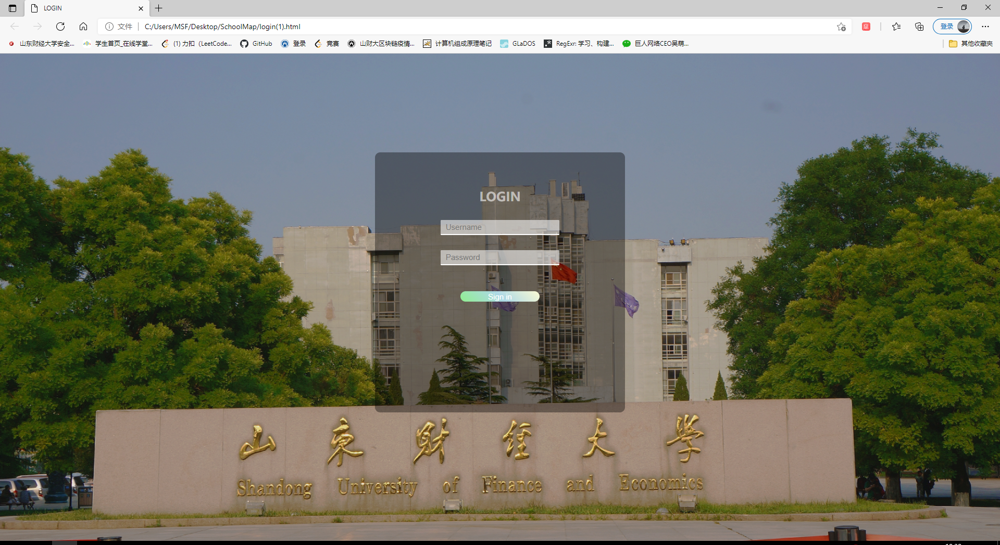 LOGIN
文件 C:/Users/MSF/Desktop/SchoolMap/login(1).html 登录
山东财经大学安全... 学生首页_在线学堂... (1) 力扣（LeetCode... GitHub 登录 竞赛 山财大区块链疫情... 计算机组成原理笔记 GLaDOS RegExr: 学习、构建... 巨人网络CEO吴萌... 其他收藏夹
LOGIN
Username
Password
Sign in
山东财经大学
Shandong University of Finance and Economics